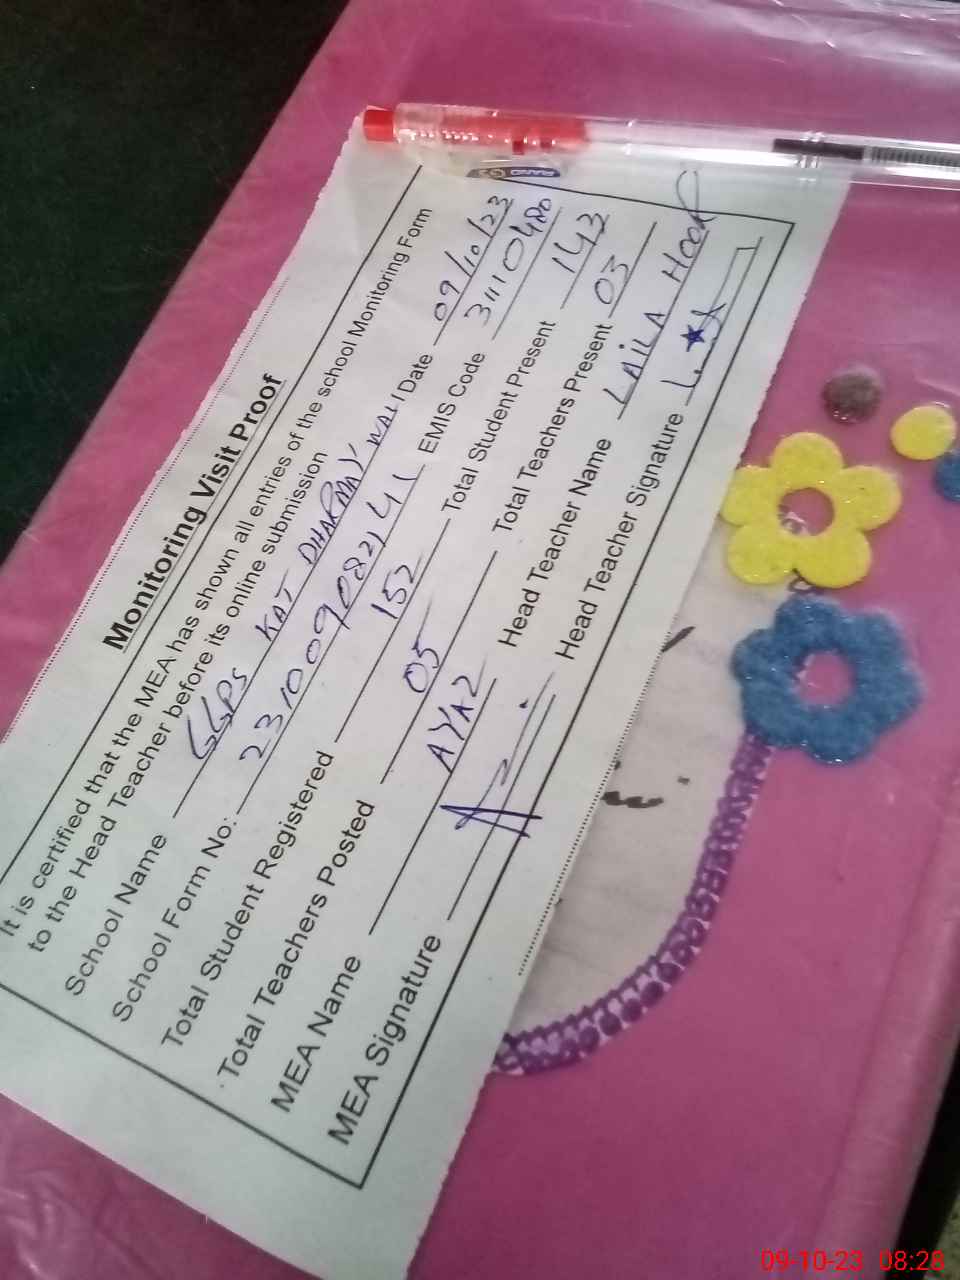 Monitoring Visit Proof
It is certified that the MEA has shown all entries of the school Monitoring Form
to the Head Teacher before its online submission
School Name GGPS KAT DHARMAY WALI Date 09/10/23
School Form No: 23100908214 EMIS Code 31110480
Total Student Registered 152 Total Student Present 143
Total Teachers Posted 05 Total Teachers Present 03
MEA Name AYAZ Head Teacher Name LAILA HOOR
MEA Signature Head Teacher Signature
09-10-23 08:28